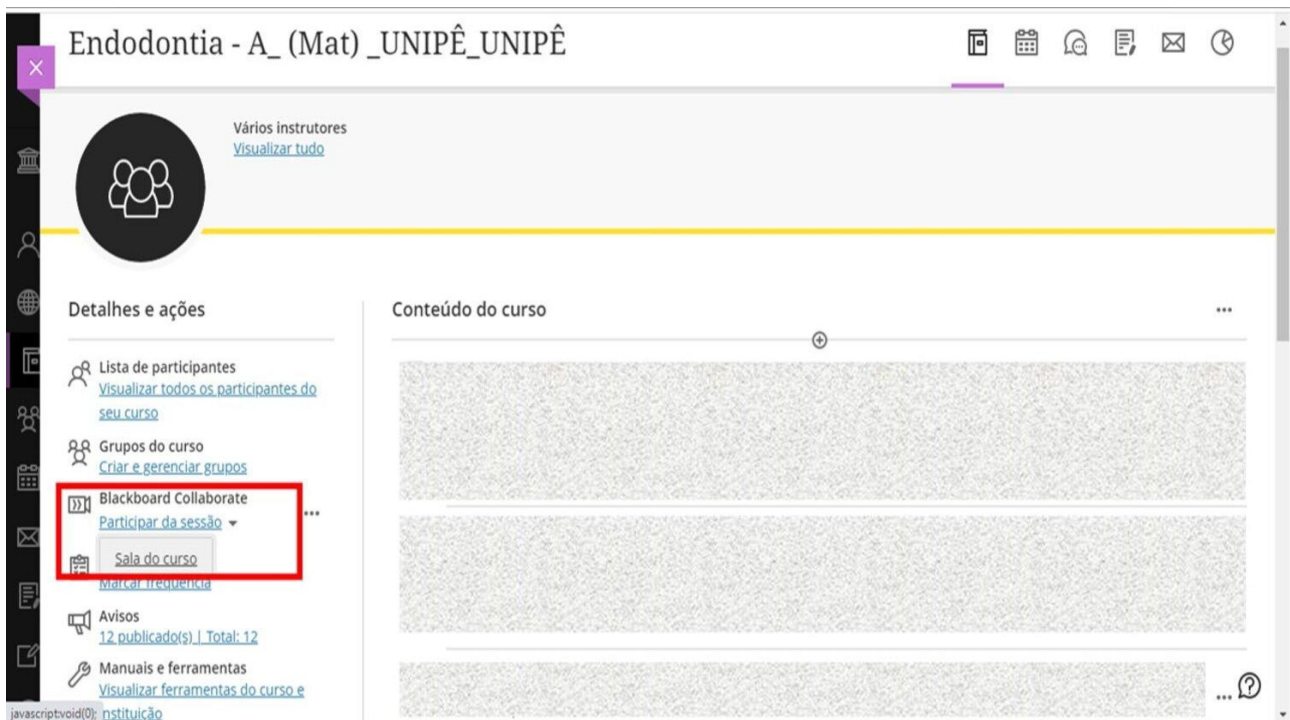 Endodontia - A_ (Mat) _UNIPÊ_UNIPÊ
Vários instrutores
Visualizar tudo
Detalhes e ações
Lista de participantes
Visualizar todos os participantes do
seu curso
Grupos do curso
Criar e gerenciar grupos
Blackboard Collaborate
Participar da sessão
Sala do curso
Marcar frequência
Avisos
12 publicado(s) | Total: 12
Manuais e ferramentas
Visualizar ferramentas do curso e
nstituição
javascript:void(0);
Conteúdo do curso